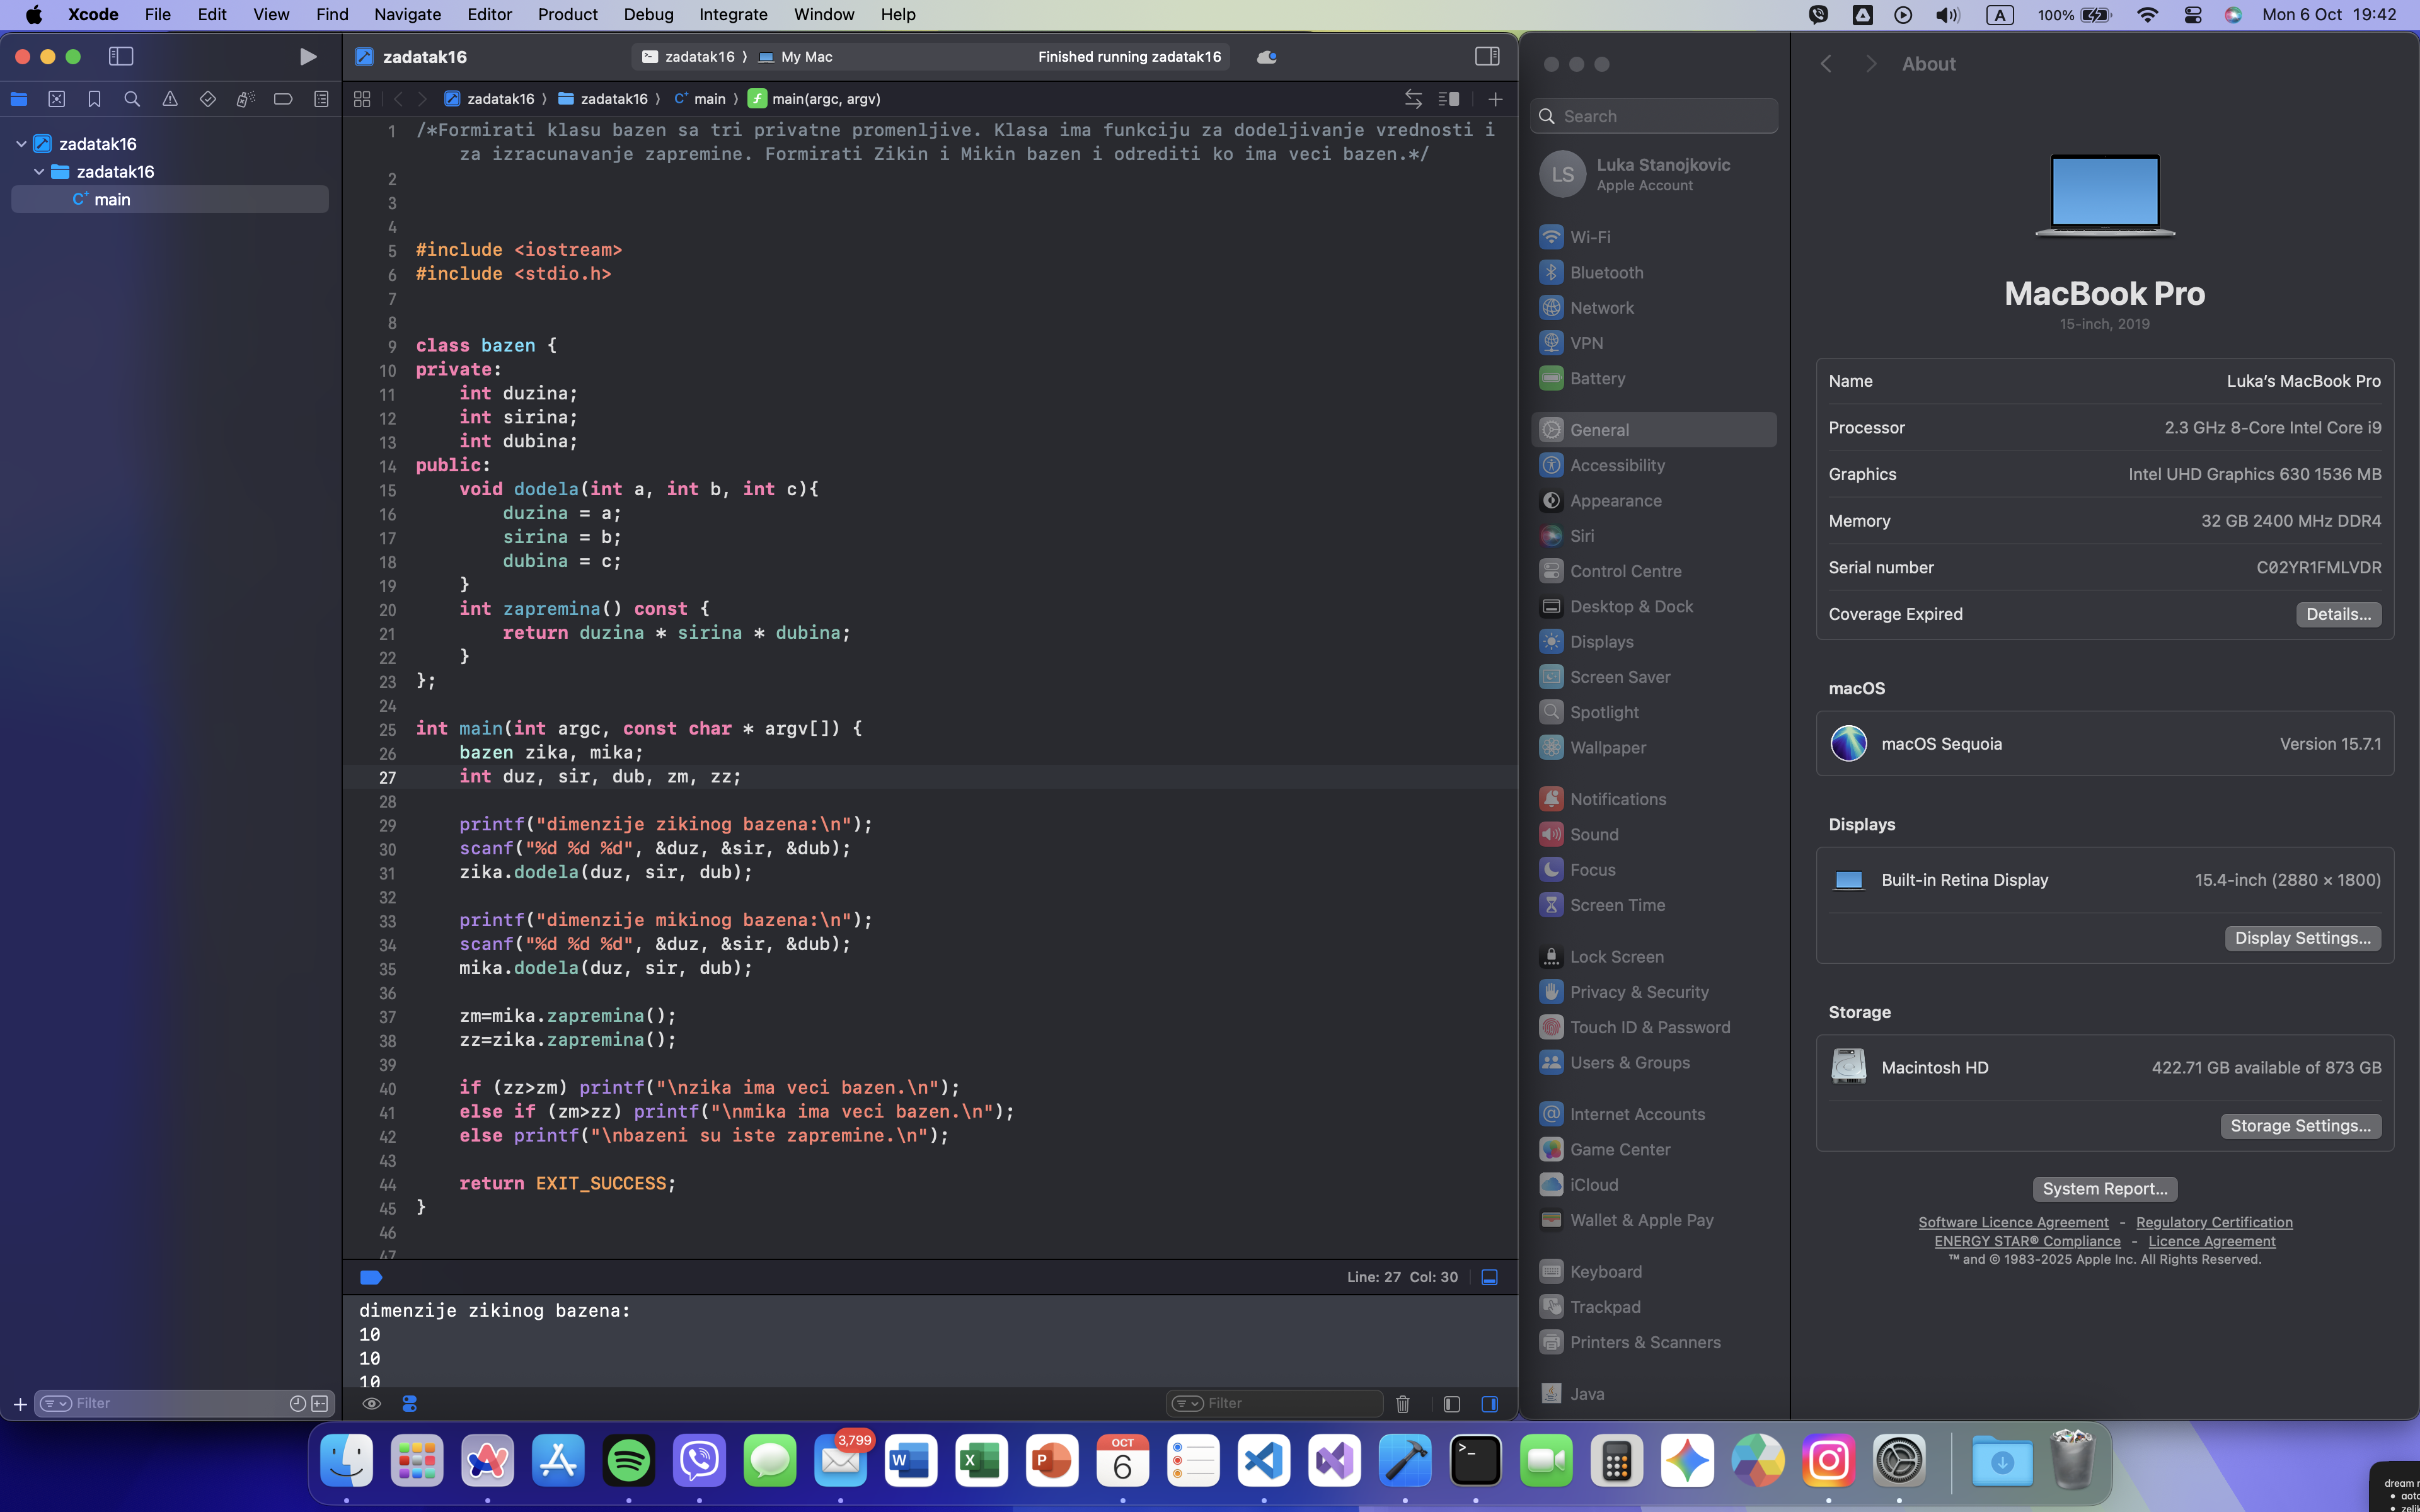 Xcode File Edit View Find Navigate Editor Product Debug Integrate Window Help
A 100% Mon 6 Oct 19:42
zadatak16
zadatak16 ⟩ My Mac
Finished running zadatak16
zadatak16 ⟩ zadatak16 ⟩ main ⟩ main(argc, argv)
zadatak16
zadatak16
main
1 /*Formirati klasu bazen sa tri privatne promenljive. Klasa ima funkciju za dodeljivanje vrednosti i
za izracunavanje zapremine. Formirati Zikin i Mikin bazen i odrediti ko ima veci bazen.*/
2
3
4
5 #include <iostream>
6 #include <stdio.h>
7
8
9 class bazen {
10 private:
11     int duzina;
12     int sirina;
13     int dubina;
14 public:
15     void dodela(int a, int b, int c){
16         duzina = a;
17         sirina = b;
18         dubina = c;
19     }
20     int zapremina() const {
21         return duzina * sirina * dubina;
22     }
23 };
24
25 int main(int argc, const char * argv[]) {
26     bazen zika, mika;
27     int duz, sir, dub, zm, zz;
28
29     printf("dimenzije zikinog bazena:\n");
30     scanf("%d %d %d", &duz, &sir, &dub);
31     zika.dodela(duz, sir, dub);
32
33     printf("dimenzije mikinog bazena:\n");
34     scanf("%d %d %d", &duz, &sir, &dub);
35     mika.dodela(duz, sir, dub);
36
37     zm=mika.zapremina();
38     zz=zika.zapremina();
39
40     if (zz>zm) printf("\nzika ima veci bazen.\n");
41     else if (zm>zz) printf("\nmika ima veci bazen.\n");
42     else printf("\nbazeni su iste zapremine.\n");
43
44     return EXIT_SUCCESS;
45 }
46
47
Line: 27 Col: 30
dimenzije zikinog bazena:
10
10
10
Filter
Filter
Search
LS
Luka Stanojkovic
Apple Account
Wi-Fi
Bluetooth
Network
VPN
Battery
General
Accessibility
Appearance
Siri
Control Centre
Desktop & Dock
Displays
Screen Saver
Spotlight
Wallpaper
Notifications
Sound
Focus
Screen Time
Lock Screen
Privacy & Security
Touch ID & Password
Users & Groups
Internet Accounts
Game Center
iCloud
Wallet & Apple Pay
Keyboard
Trackpad
Printers & Scanners
Java
About
MacBook Pro
15-inch, 2019
Name Luka's MacBook Pro
Processor 2.3 GHz 8-Core Intel Core i9
Graphics Intel UHD Graphics 630 1536 MB
Memory 32 GB 2400 MHz DDR4
Serial number C02YR1FMLVDR
Coverage Expired Details...
macOS
macOS Sequoia Version 15.7.1
Displays
Built-in Retina Display 15.4-inch (2880 × 1800)
Display Settings...
Storage
Macintosh HD 422.71 GB available of 873 GB
Storage Settings...
System Report...
Software Licence Agreement - Regulatory Certification
ENERGY STAR® Compliance - Licence Agreement
™ and © 1983-2025 Apple Inc. All Rights Reserved.
3,799
W
X
P
OCT
6
dream